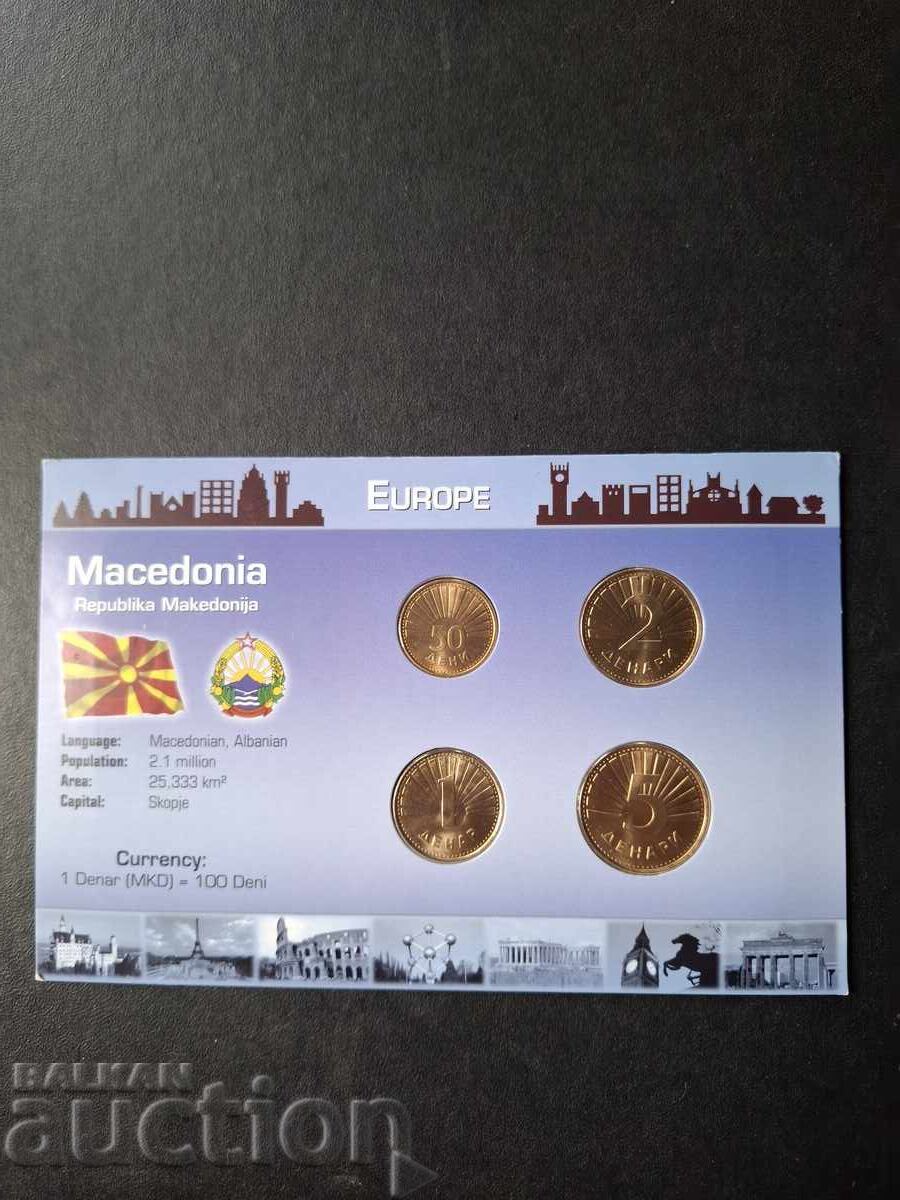 EUROPE
Macedonia
Republika Makedonija
Language: Macedonian, Albanian
Population: 2.1 million
Area: 25,333 km²
Capital: Skopje
Currency:
1 Denar (MKD) = 100 Deni
50
ДЕНИ
2
ДЕНАРИ
1
ДЕНАР
5
ДЕНАРИ
BALKAN
auction